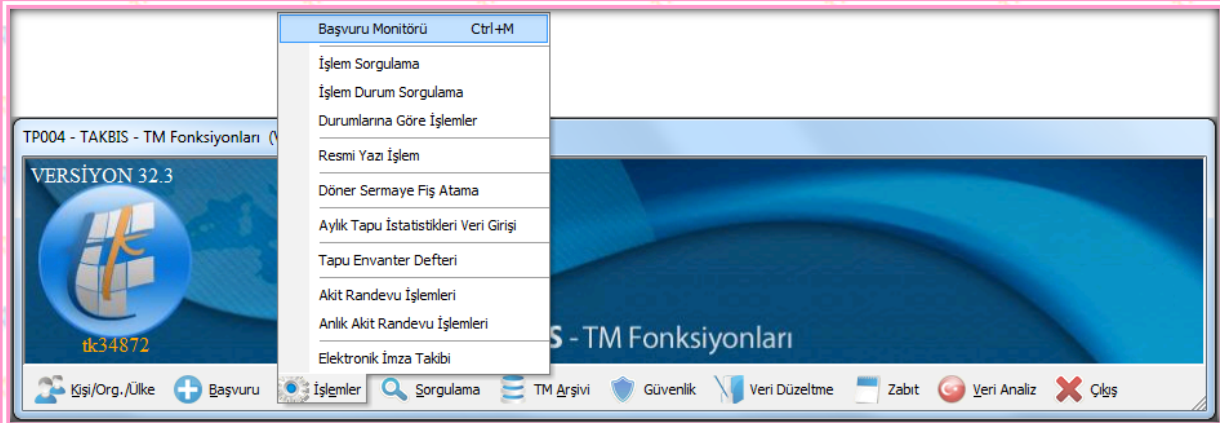 Başvuru Monitörü Ctrl+M
İşlem Sorgulama
İşlem Durum Sorgulama
Durumlarına Göre İşlemler
Resmi Yazı İşlem
Döner Sermaye Fiş Atama
Aylık Tapu İstatistikleri Veri Girişi
Tapu Envanter Defteri
Akit Randevu İşlemleri
Anlık Akit Randevu İşlemleri
Elektronik İmza Takibi
TP004 - TAKBIS - TM Fonksiyonları (
VERSİYON 32.3
tk34872
S - TM Fonksiyonları
Kişi/Org./Ülke Başvuru İşlemler Sorgulama TM Arşivi Güvenlik Veri Düzeltme Zabıt Veri Analiz Çıkış